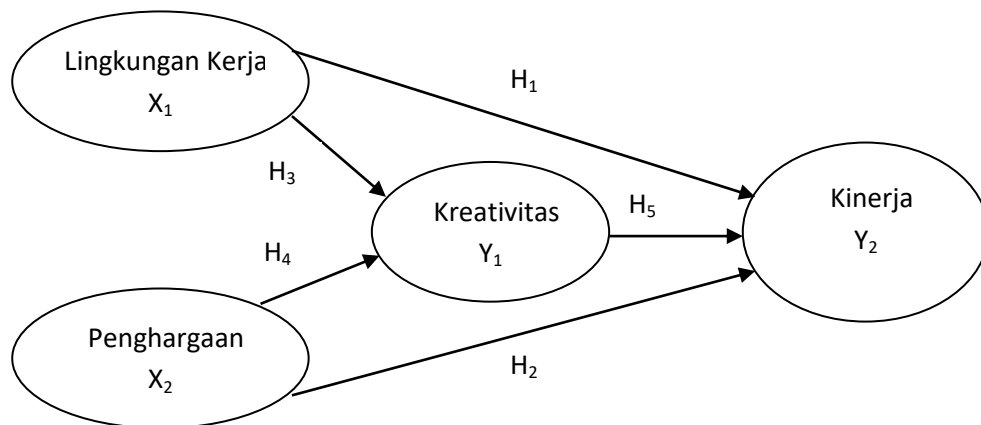 Lingkungan Kerja
X₁
H₁
H₃
Kreativitas
Y₁
H₅
Kinerja
Y₂
H₄
Penghargaan
X₂
H₂